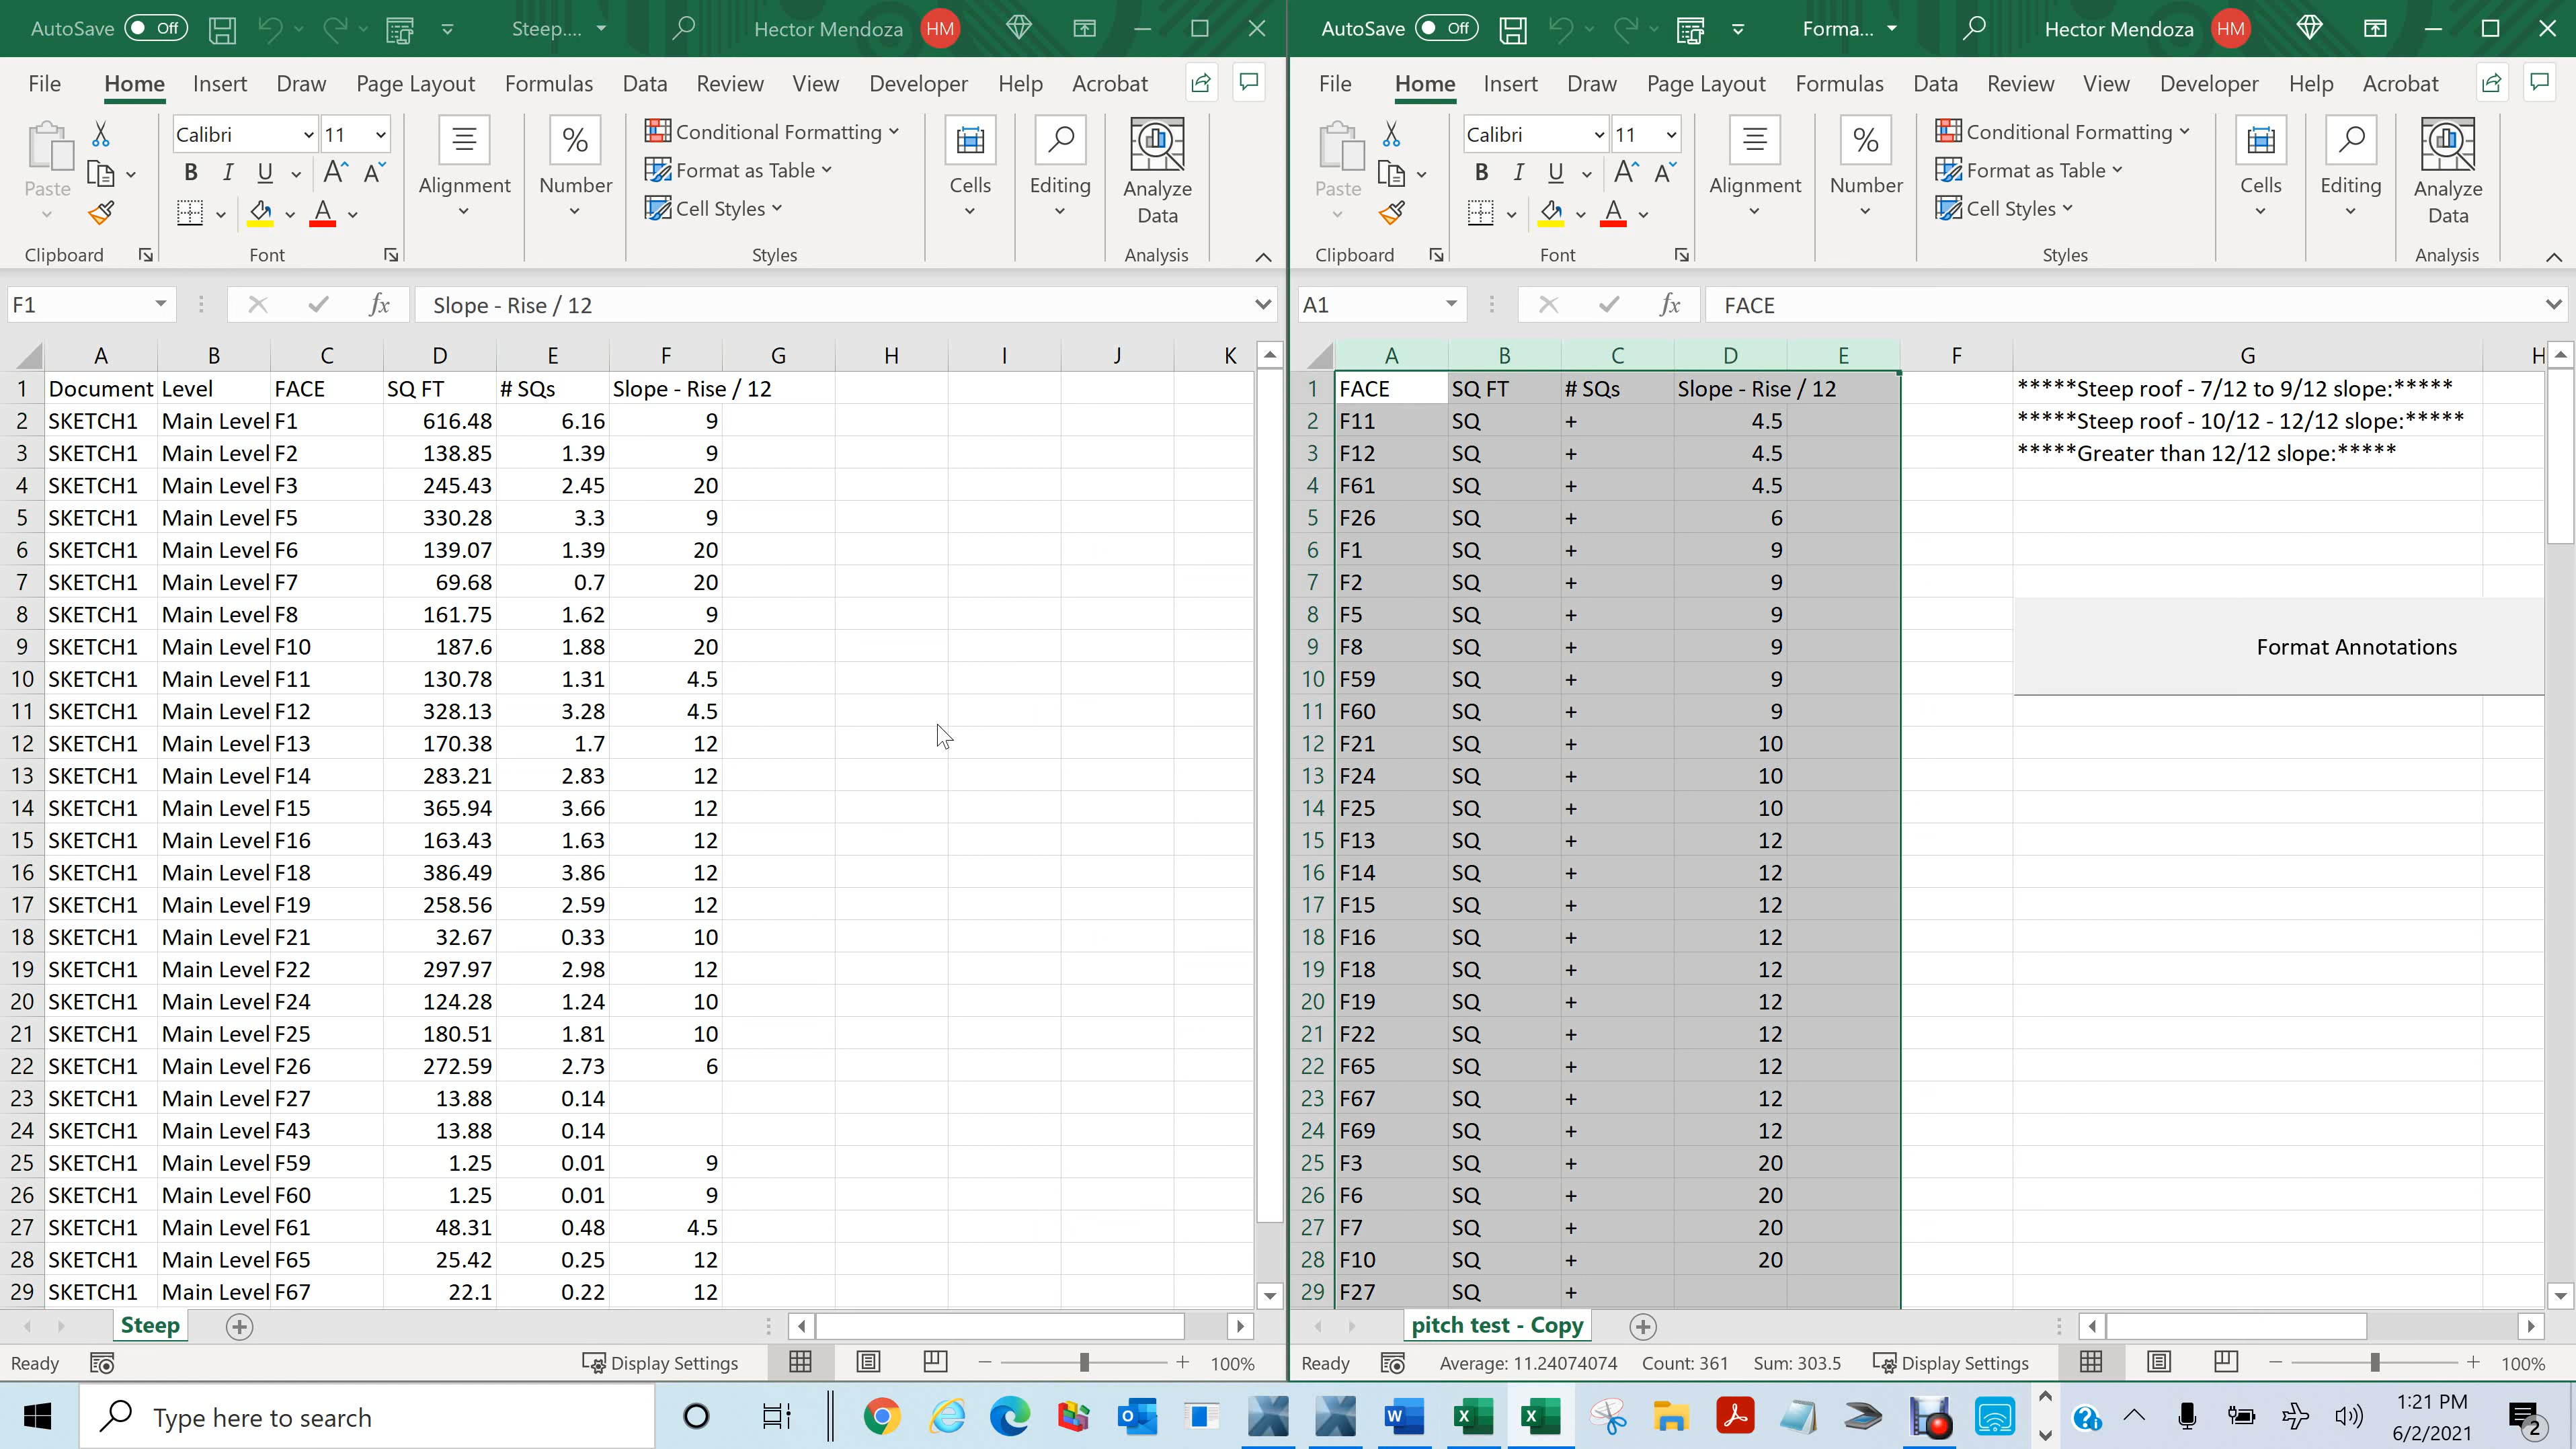 AutoSave Off Steep.... Hector Mendoza HM
File Home Insert Draw Page Layout Formulas Data Review View Developer Help Acrobat
Paste Calibri 11 B I U A A A Alignment % Number Conditional Formatting Format as Table Cell Styles Cells Editing Analyze Data
Clipboard Font Styles Analysis
F1 fx Slope - Rise / 12
A B C D E F G H I J K
1 Document Level FACE SQ FT # SQs Slope - Rise / 12
2 SKETCH1 Main Level F1 616.48 6.16 9
3 SKETCH1 Main Level F2 138.85 1.39 9
4 SKETCH1 Main Level F3 245.43 2.45 20
5 SKETCH1 Main Level F5 330.28 3.3 9
6 SKETCH1 Main Level F6 139.07 1.39 20
7 SKETCH1 Main Level F7 69.68 0.7 20
8 SKETCH1 Main Level F8 161.75 1.62 9
9 SKETCH1 Main Level F10 187.6 1.88 20
10 SKETCH1 Main Level F11 130.78 1.31 4.5
11 SKETCH1 Main Level F12 328.13 3.28 4.5
12 SKETCH1 Main Level F13 170.38 1.7 12
13 SKETCH1 Main Level F14 283.21 2.83 12
14 SKETCH1 Main Level F15 365.94 3.66 12
15 SKETCH1 Main Level F16 163.43 1.63 12
16 SKETCH1 Main Level F18 386.49 3.86 12
17 SKETCH1 Main Level F19 258.56 2.59 12
18 SKETCH1 Main Level F21 32.67 0.33 10
19 SKETCH1 Main Level F22 297.97 2.98 12
20 SKETCH1 Main Level F24 124.28 1.24 10
21 SKETCH1 Main Level F25 180.51 1.81 10
22 SKETCH1 Main Level F26 272.59 2.73 6
23 SKETCH1 Main Level F27 13.88 0.14
24 SKETCH1 Main Level F43 13.88 0.14
25 SKETCH1 Main Level F59 1.25 0.01 9
26 SKETCH1 Main Level F60 1.25 0.01 9
27 SKETCH1 Main Level F61 48.31 0.48 4.5
28 SKETCH1 Main Level F65 25.42 0.25 12
29 SKETCH1 Main Level F67 22.1 0.22 12
Steep
Ready Display Settings 100%
AutoSave Off Forma... Hector Mendoza HM
File Home Insert Draw Page Layout Formulas Data Review View Developer Help Acrobat
Paste Calibri 11 B I U A A A Alignment % Number Conditional Formatting Format as Table Cell Styles Cells Editing Analyze Data
Clipboard Font Styles Analysis
A1 fx FACE
A B C D E F G H
1 FACE SQ FT # SQs Slope - Rise / 12 *****Steep roof - 7/12 to 9/12 slope:*****
2 F11 SQ + 4.5 *****Steep roof - 10/12 - 12/12 slope:*****
3 F12 SQ + 4.5 *****Greater than 12/12 slope:*****
4 F61 SQ + 4.5
5 F26 SQ + 6
6 F1 SQ + 9
7 F2 SQ + 9
8 F5 SQ + 9
9 F8 SQ + 9 Format Annotations
10 F59 SQ + 9
11 F60 SQ + 9
12 F21 SQ + 10
13 F24 SQ + 10
14 F25 SQ + 10
15 F13 SQ + 12
16 F14 SQ + 12
17 F15 SQ + 12
18 F16 SQ + 12
19 F18 SQ + 12
20 F19 SQ + 12
21 F22 SQ + 12
22 F65 SQ + 12
23 F67 SQ + 12
24 F69 SQ + 12
25 F3 SQ + 20
26 F6 SQ + 20
27 F7 SQ + 20
28 F10 SQ + 20
29 F27 SQ +
pitch test - Copy
Ready Average: 11.24074074 Count: 361 Sum: 303.5 Display Settings 100%
Type here to search 1:21 PM
6/2/2021 2